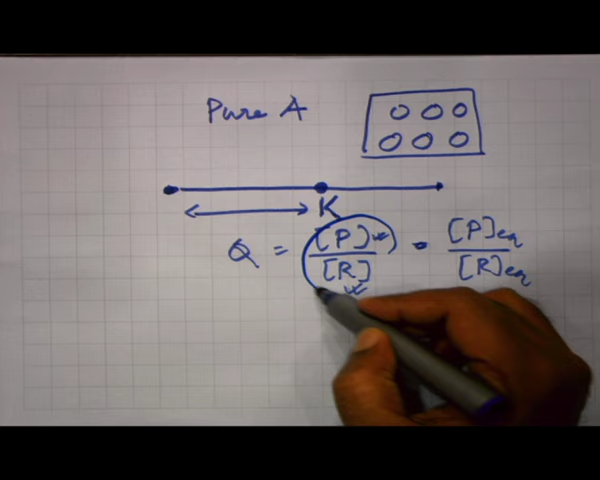 Pure A
K
Q = [P] / [R] [P]eq / [R]eq